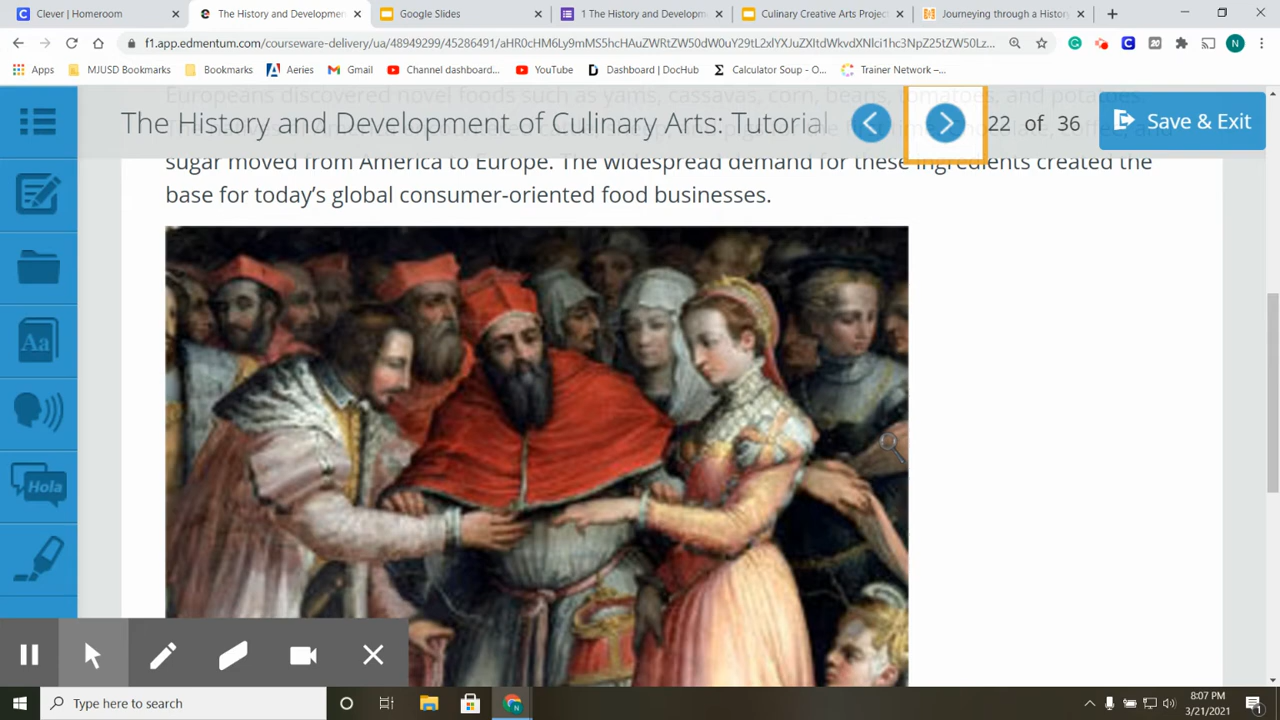 Clever | Homeroom
The History and Developmen
Google Slides
1 The History and Developm
Culinary Creative Arts Project
Journeying through a History
f1.app.edmentum.com/courseware-delivery/ua/48949909/45286491/
Apps
MJUSD Bookmarks
Bookmarks
Aeries
Gmail
Channel dashboard...
YouTube
Dashboard | DocHub
Calculator Soup - O...
Trainer Network –...
Europeans discovered novel foods such as yams, cassavas, corn, beans, tomatoes, and potatoes.
The History and Development of Culinary Arts: Tutorial
22 of 36
Save & Exit
sugar moved from America to Europe. The widespread demand for these ingredients created the
base for today's global consumer-oriented food businesses.
Aa
Hola
Type here to search
8:07 PM
3/21/2021